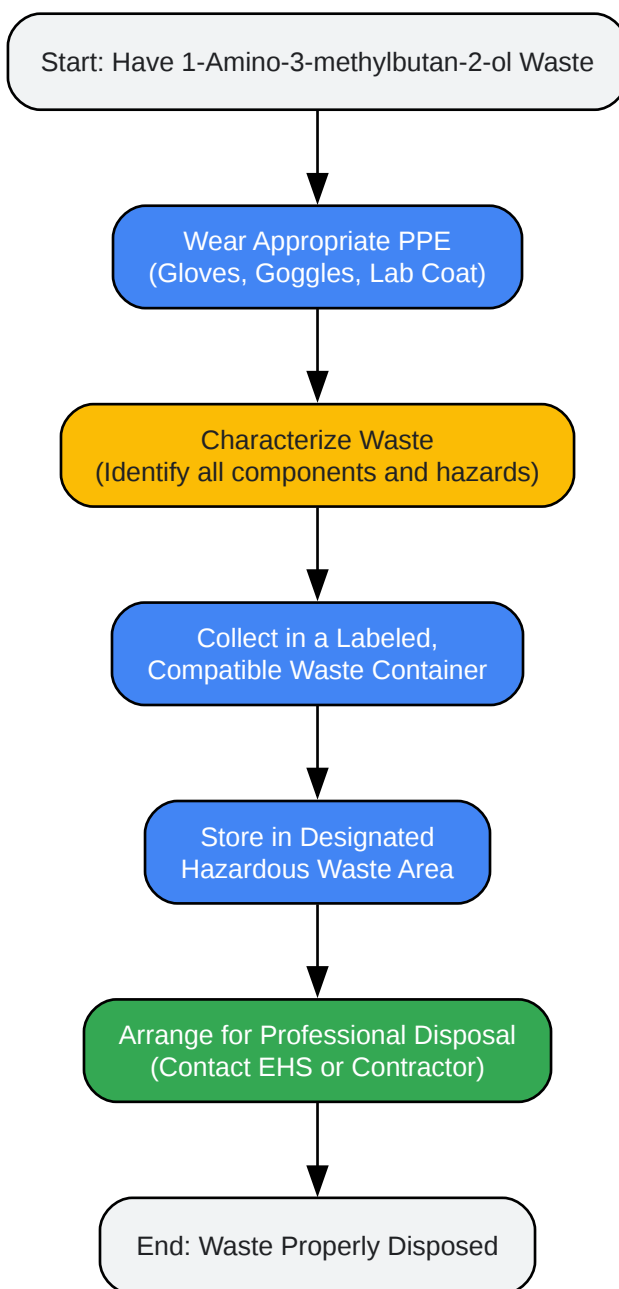 Start: Have 1-Amino-3-methylbutan-2-ol Waste
Wear Appropriate PPE
(Gloves, Goggles, Lab Coat)
Characterize Waste
(Identify all components and hazards)
Collect in a Labeled,
Compatible Waste Container
Store in Designated
Hazardous Waste Area
Arrange for Professional Disposal
(Contact EHS or Contractor)
End: Waste Properly Disposed